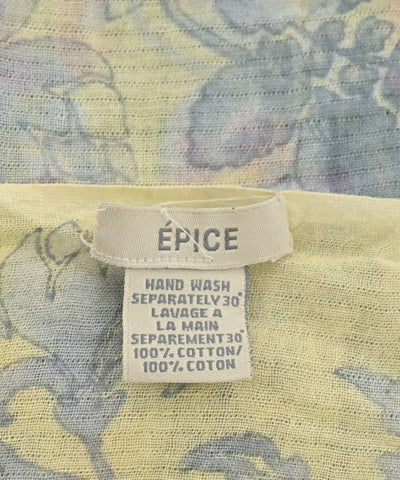 ÉPICE
HAND WASH
SEPARATELY 30°
LAVAGE A
LA MAIN
SEPAREMENT 30°
100% COTTON/
100% COTON